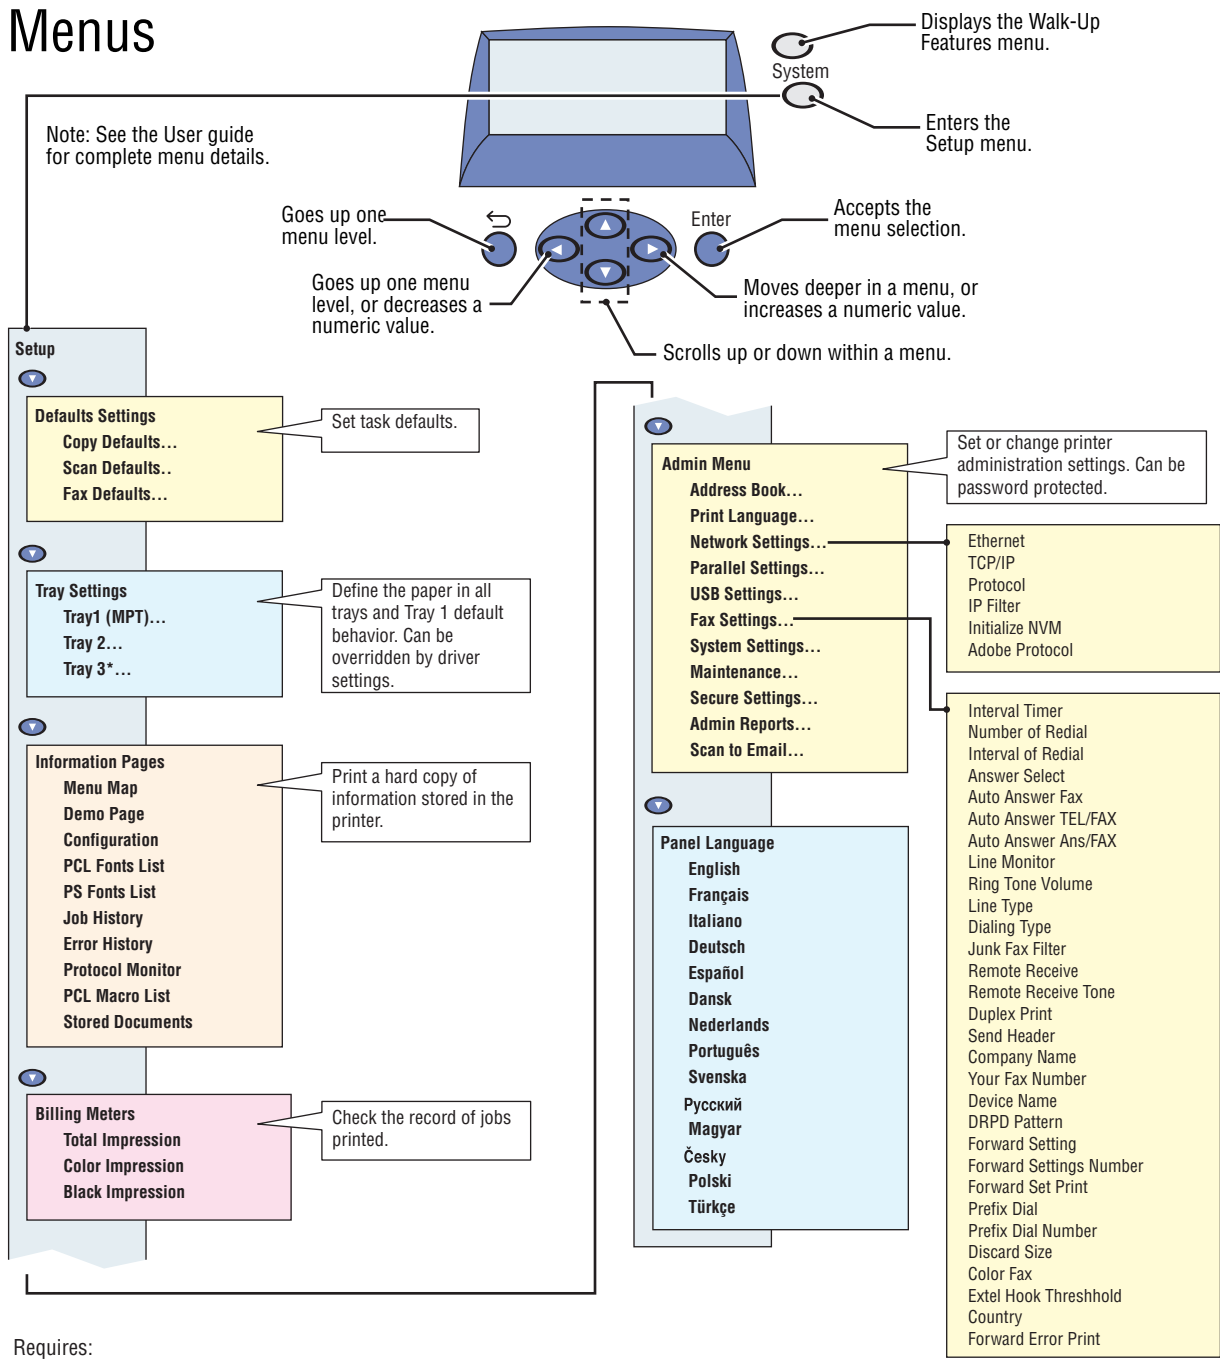 Menus
Displays the Walk-Up
Features menu.
System
Note: See the User guide
for complete menu details.
Enters the
Setup menu.
Goes up one
menu level.
Enter
Accepts the
menu selection.
Goes up one menu
level, or decreases a
numeric value.
Moves deeper in a menu, or
increases a numeric value.
Scrolls up or down within a menu.
Setup
Defaults Settings
Copy Defaults...
Scan Defaults..
Fax Defaults...
Set task defaults.
Tray Settings
Tray1 (MPT)...
Tray 2...
Tray 3*...
Define the paper in all
trays and Tray 1 default
behavior. Can be
overridden by driver
settings.
Information Pages
Menu Map
Demo Page
Configuration
PCL Fonts List
PS Fonts List
Job History
Error History
Protocol Monitor
PCL Macro List
Stored Documents
Print a hard copy of
information stored in the
printer.
Billing Meters
Total Impression
Color Impression
Black Impression
Check the record of jobs
printed.
Admin Menu
Address Book...
Print Language...
Network Settings...
Parallel Settings...
USB Settings...
Fax Settings...
System Settings...
Maintenance...
Secure Settings...
Admin Reports...
Scan to Email...
Set or change printer
administration settings. Can be
password protected.
Ethernet
TCP/IP
Protocol
IP Filter
Initialize NVM
Adobe Protocol
Interval Timer
Number of Redial
Interval of Redial
Answer Select
Auto Answer Fax
Auto Answer TEL/FAX
Auto Answer Ans/FAX
Line Monitor
Ring Tone Volume
Line Type
Dialing Type
Junk Fax Filter
Remote Receive
Remote Receive Tone
Duplex Print
Send Header
Company Name
Your Fax Number
Device Name
DRPD Pattern
Forward Setting
Forward Settings Number
Forward Set Print
Prefix Dial
Prefix Dial Number
Discard Size
Color Fax
Extel Hook Threshhold
Country
Forward Error Print
Panel Language
English
Français
Italiano
Deutsch
Español
Dansk
Nederlands
Português
Svenska
Русский
Magyar
Česky
Polski
Türkçe
Requires: